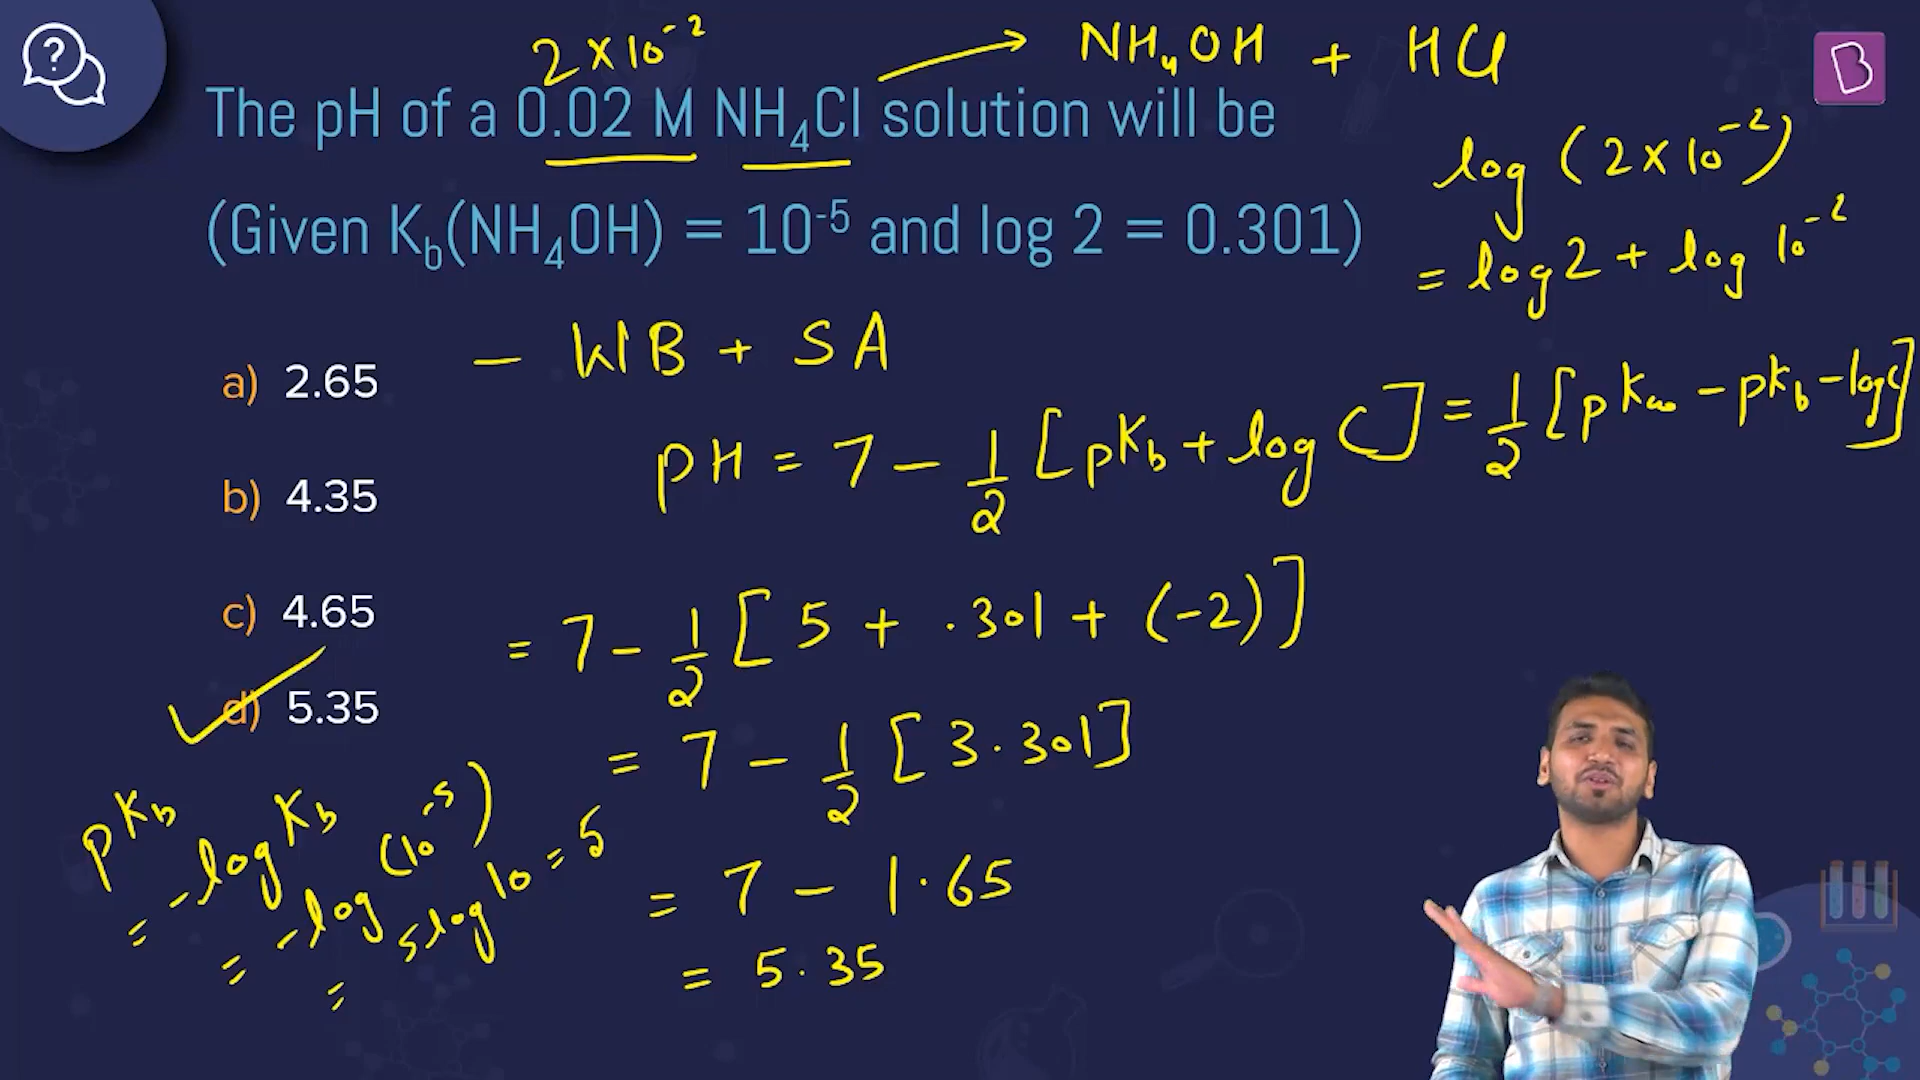 2 × 10⁻² → NH₄OH + HCl
The pH of a 0.02 M NH₄Cl solution will be
(Given K_b(NH₄OH) = 10⁻⁵ and log 2 = 0.301)
log (2×10⁻²)
= log 2 + log 10⁻²
a) 2.65
b) 4.35
c) 4.65
d) 5.35
– WB + SA
pH = 7 – 1/2 [pK_b + log C] = 1/2 [pK_w – pK_b – log C]
= 7 – 1/2 [5 + .301 + (-2)]
= 7 – 1/2 [3.301]
= 7 – 1.65
= 5.35
pK_b
= -log K_b
= -log (10⁻⁵)
= 5 log 10 = 5
?
B